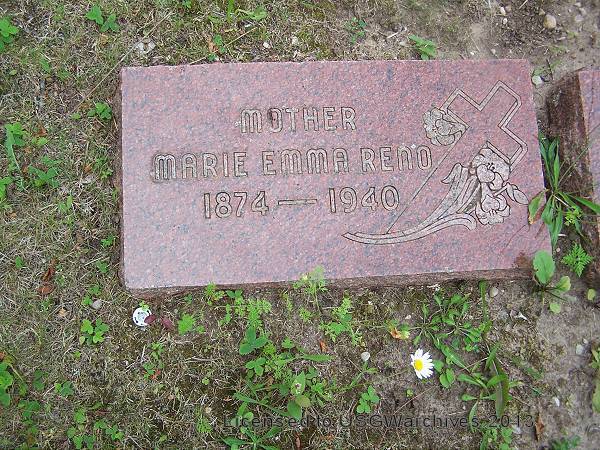 MOTHER
MARIE EMMA RENO
1874 — 1940
Licensed to USGWarchives 2013